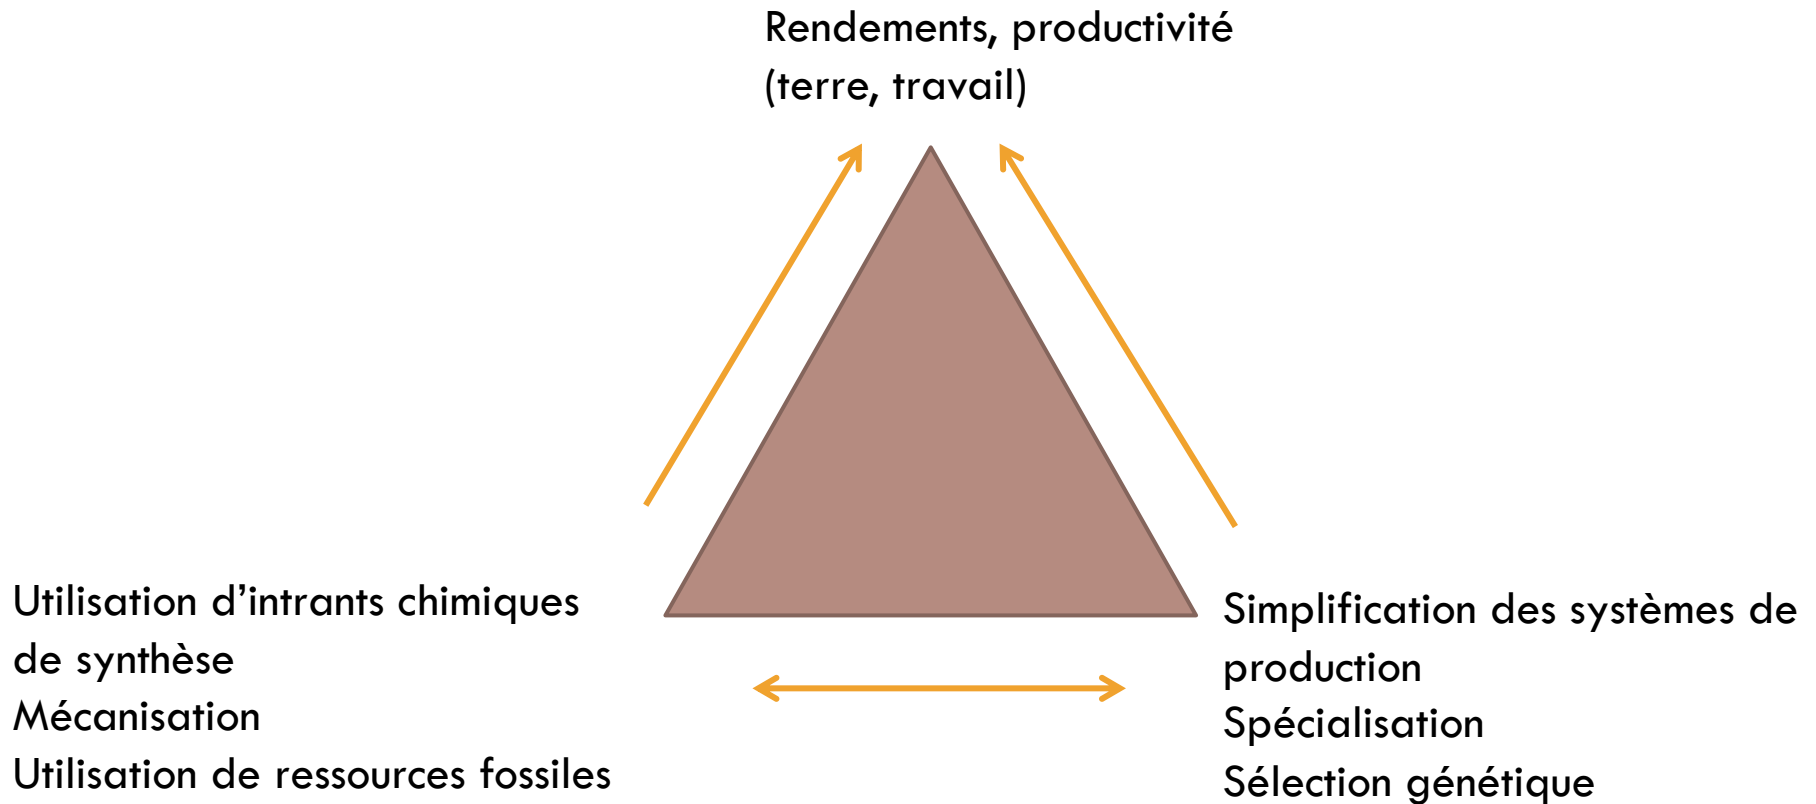 Rendements, productivité
(terre, travail)
Utilisation d’intrants chimiques
de synthèse
Mécanisation
Utilisation de ressources fossiles
Simplification des systèmes de
production
Spécialisation
Sélection génétique